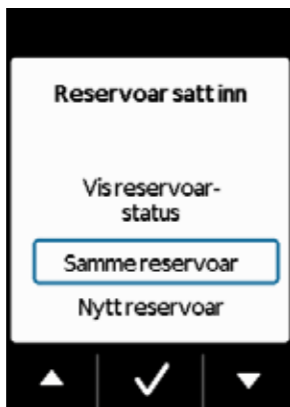 Reservoar satt inn
Vis reservoar-
status
Samme reservoar
Nytt reservoar